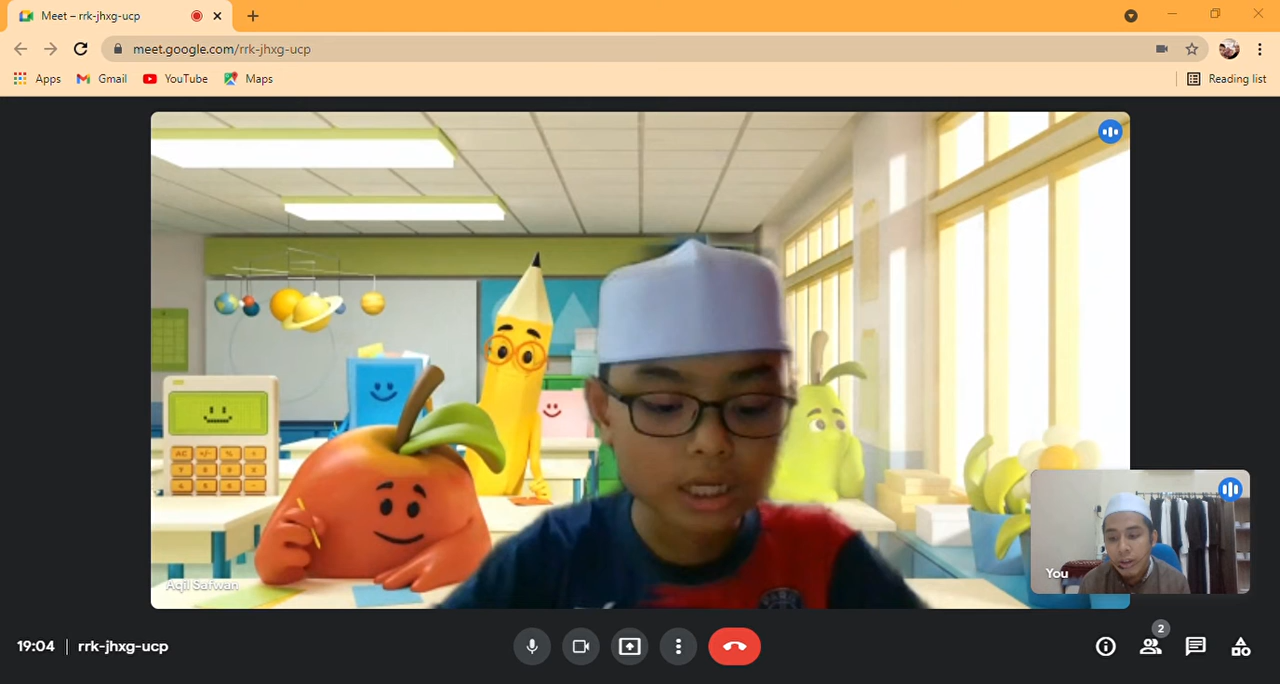 Meet – rrk-jhxg-ucp
meet.google.com/rrk-jhxg-ucp
Apps
Gmail
YouTube
Maps
Reading list
AC +/- % ÷
Aqil Safwan
You
19:04 | rrk-jhxg-ucp
2